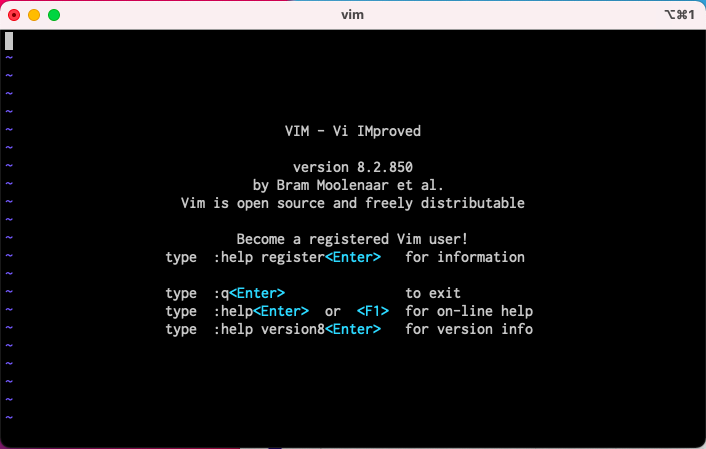 vim
⌥⌘1
~
~
~
~
~
VIM - Vi IMproved
~
~
version 8.2.850
~
by Bram Moolenaar et al.
~
Vim is open source and freely distributable
~
~
Become a registered Vim user!
~
type :help register<Enter> for information
~
~
type :q<Enter> to exit
~
type :help<Enter> or <F1> for on-line help
~
type :help version8<Enter> for version info
~
~
~
~
~